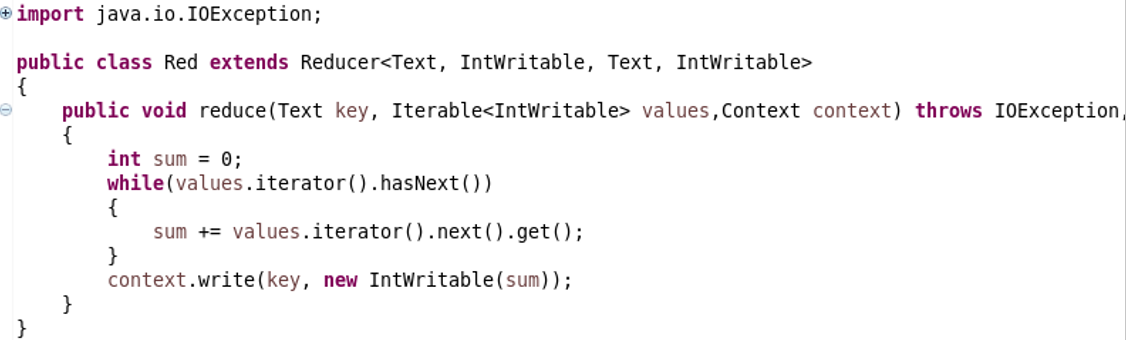 import java.io.IOException;
public class Red extends Reducer<Text, IntWritable, Text, IntWritable>
{
public void reduce(Text key, Iterable<IntWritable> values,Context context) throws IOException,
{
int sum = 0;
while(values.iterator().hasNext())
{
sum += values.iterator().next().get();
}
context.write(key, new IntWritable(sum));
}
}